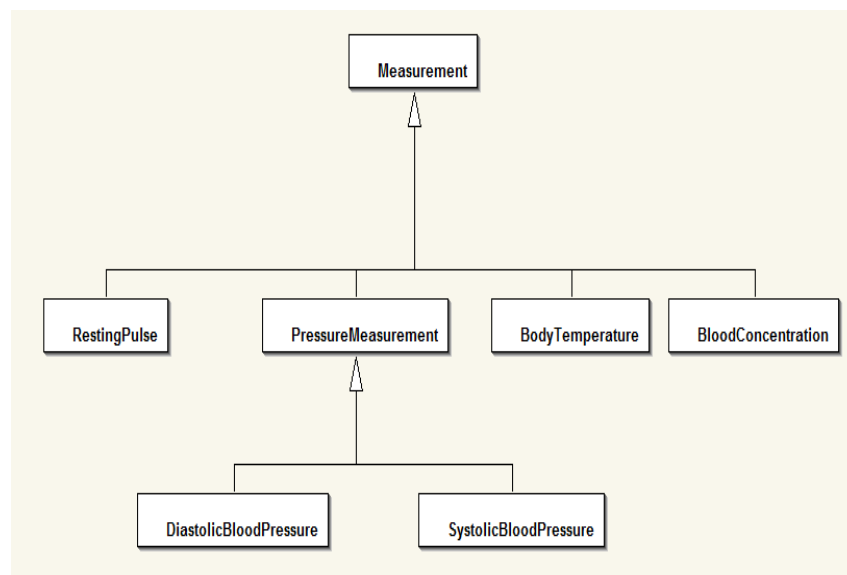 Measurement
RestingPulse
PressureMeasurement
BodyTemperature
BloodConcentration
DiastolicBloodPressure
SystolicBloodPressure